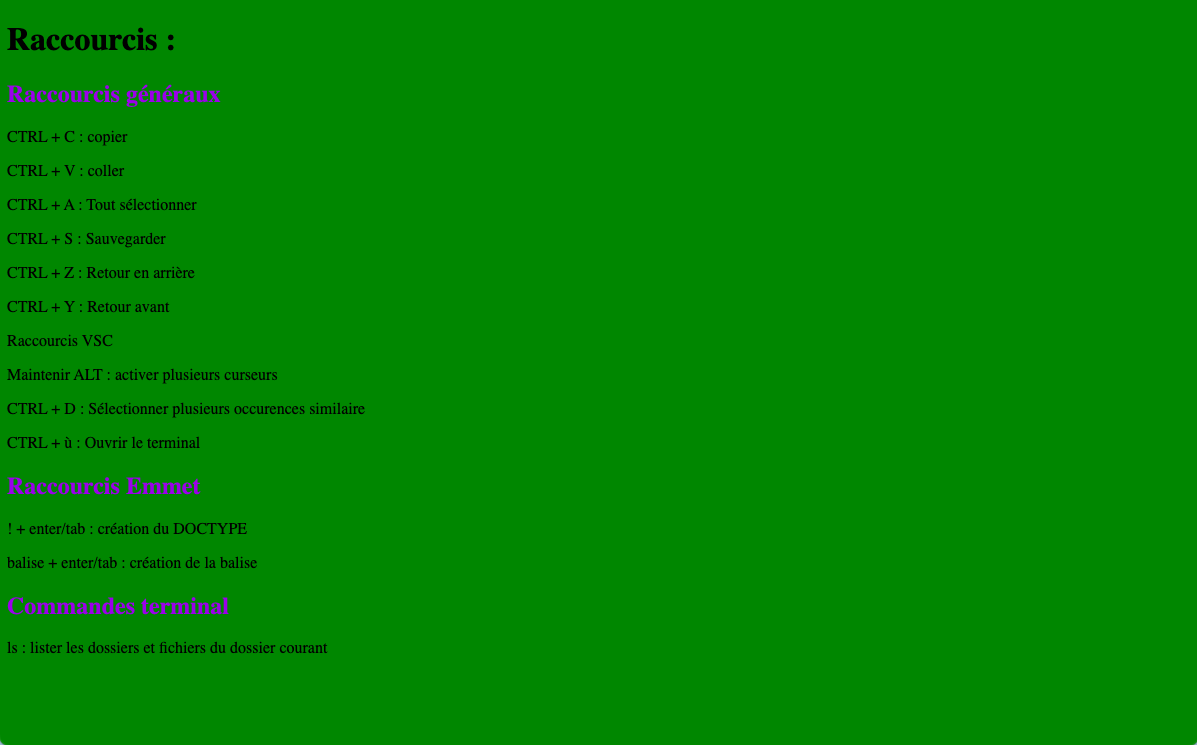 Raccourcis :
Raccourcis généraux
CTRL + C : copier
CTRL + V : coller
CTRL + A : Tout sélectionner
CTRL + S : Sauvegarder
CTRL + Z : Retour en arrière
CTRL + Y : Retour avant
Raccourcis VSC
Maintenir ALT : activer plusieurs curseurs
CTRL + D : Sélectionner plusieurs occurences similaire
CTRL + ù : Ouvrir le terminal
Raccourcis Emmet
! + enter/tab : création du DOCTYPE
balise + enter/tab : création de la balise
Commandes terminal
ls : lister les dossiers et fichiers du dossier courant